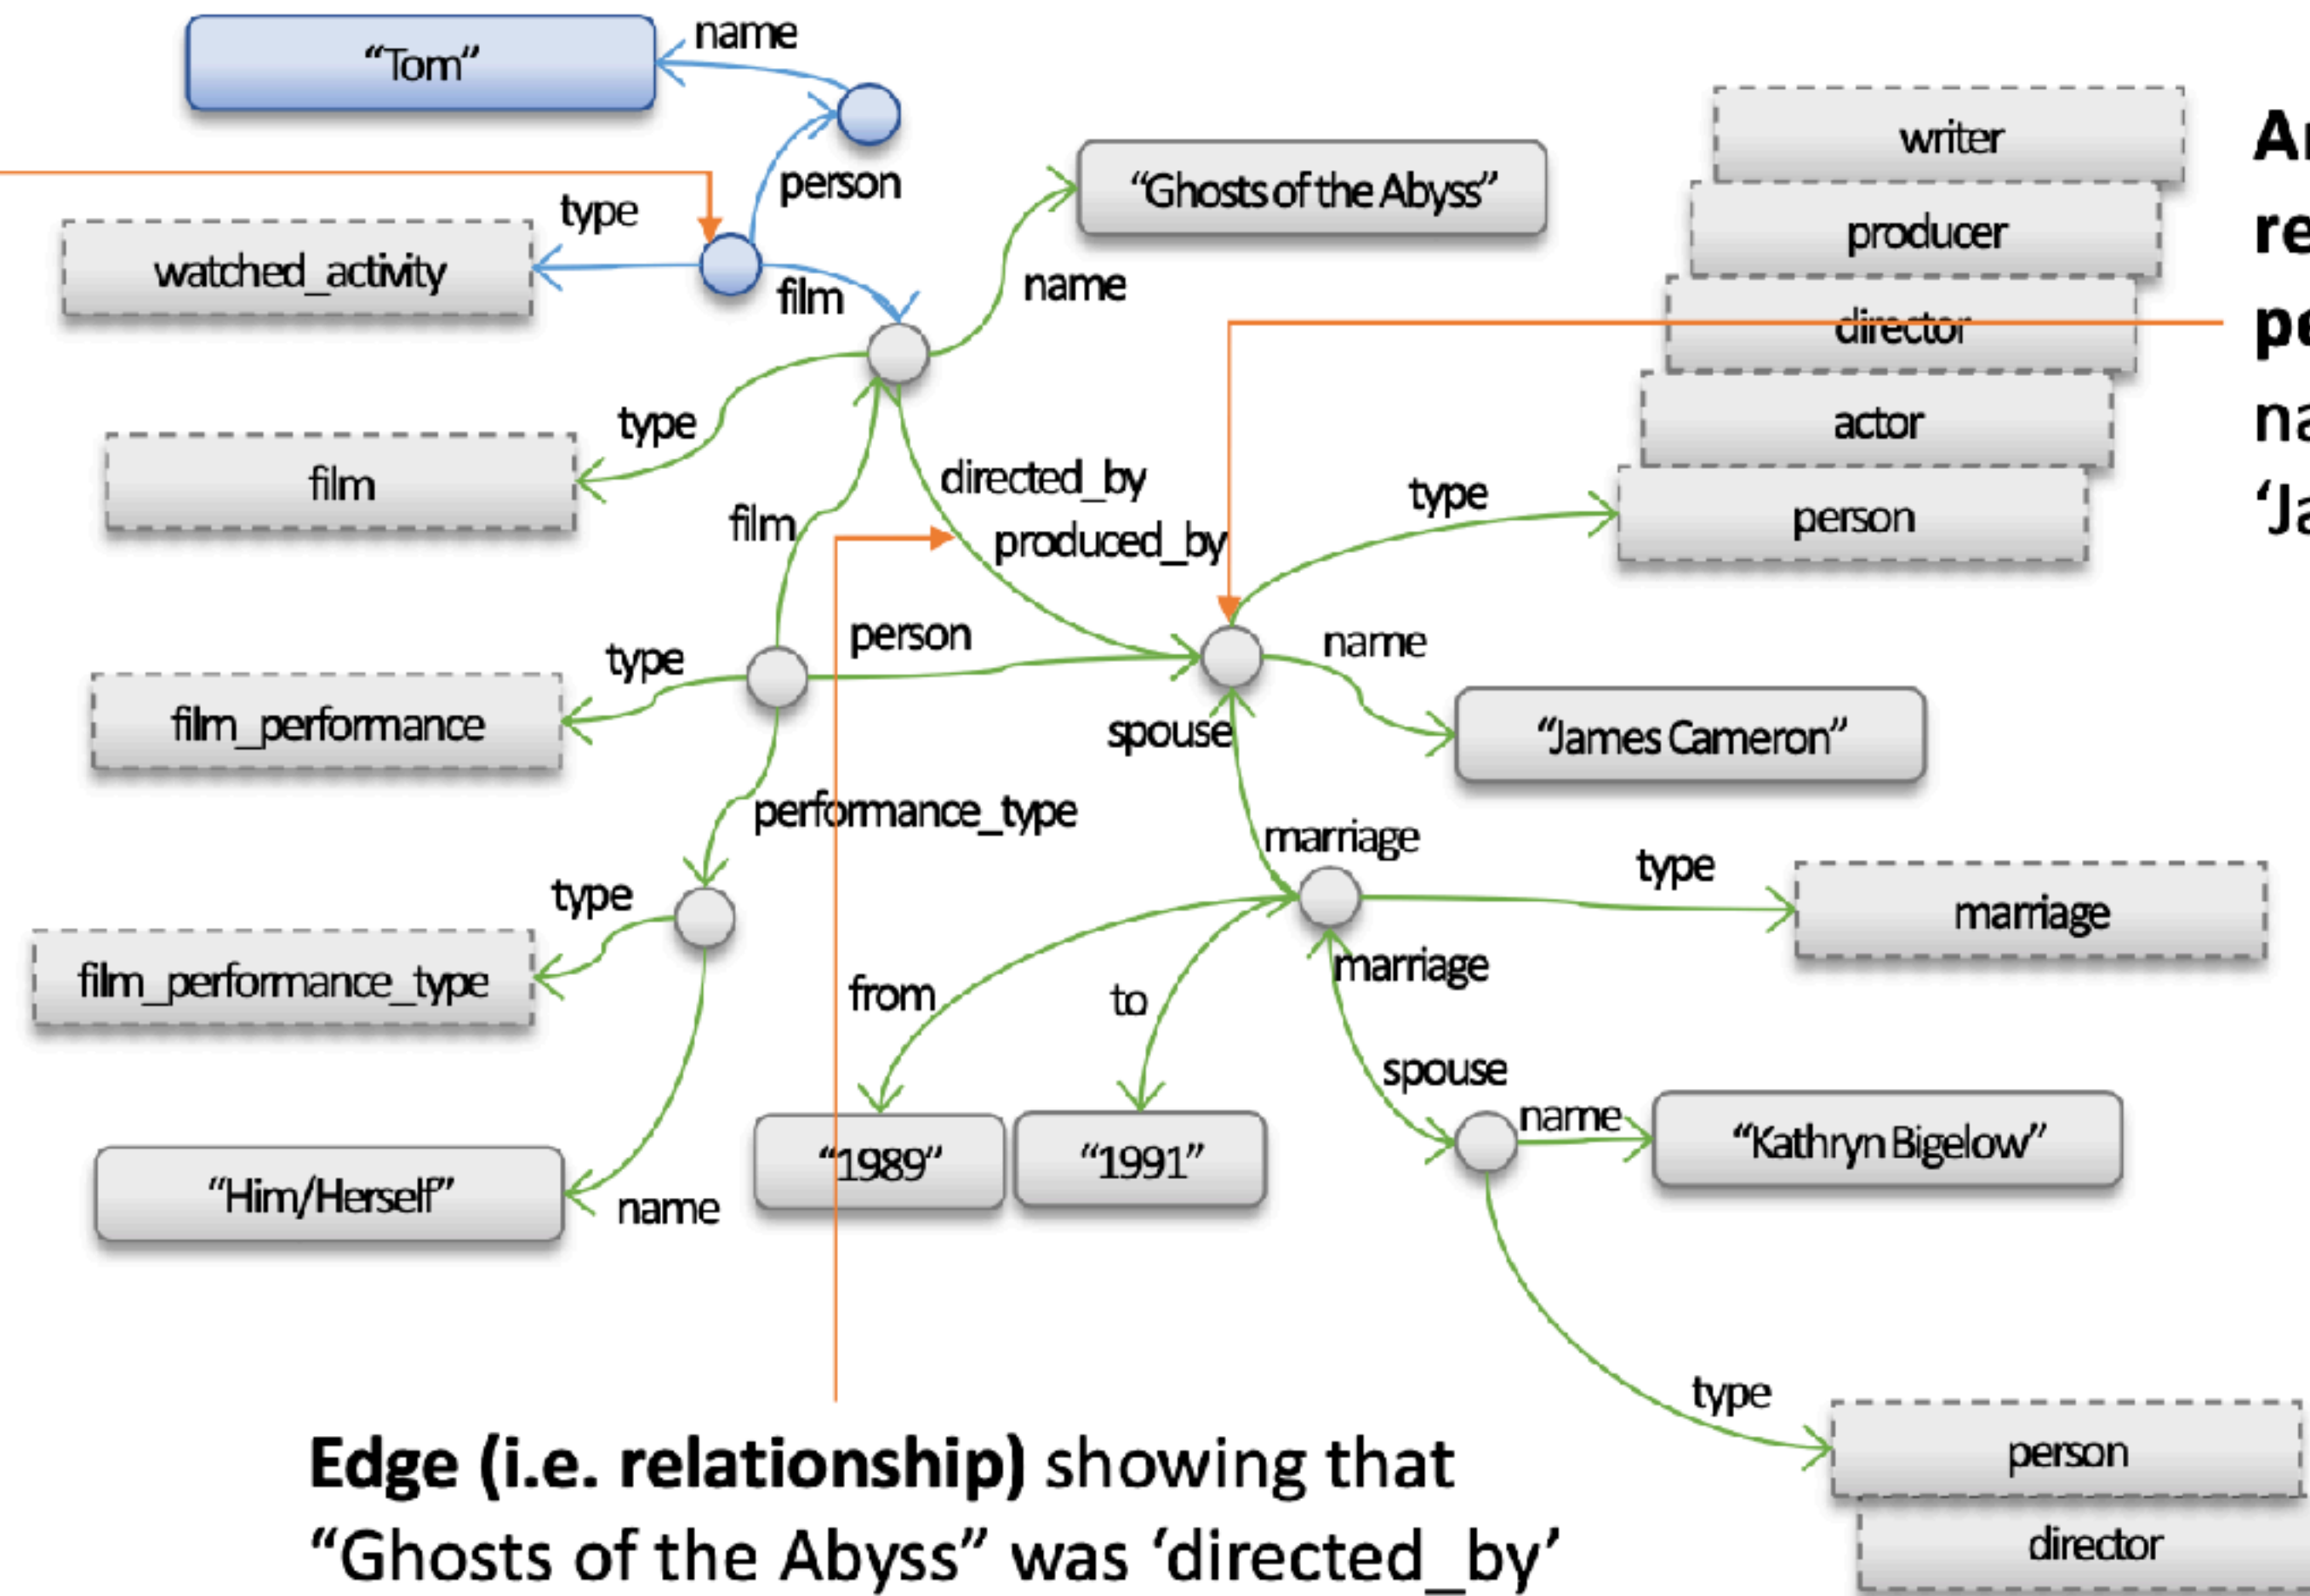 “Tom”
name
person
type
watched_activity
film
“Ghosts of the Abyss”
name
writer
producer
director
actor
person
type
film
type
film
directed_by
produced_by
type
person
film_performance
type
name
“James Cameron”
spouse
performance_type
marriage
type
marriage
type
film_performance_type
from
to
marriage
spouse
name
“Kathryn Bigelow”
“1989”
“1991”
“Him/Herself”
name
type
person
director
Edge (i.e. relationship) showing that
“Ghosts of the Abyss” was ‘directed_by’